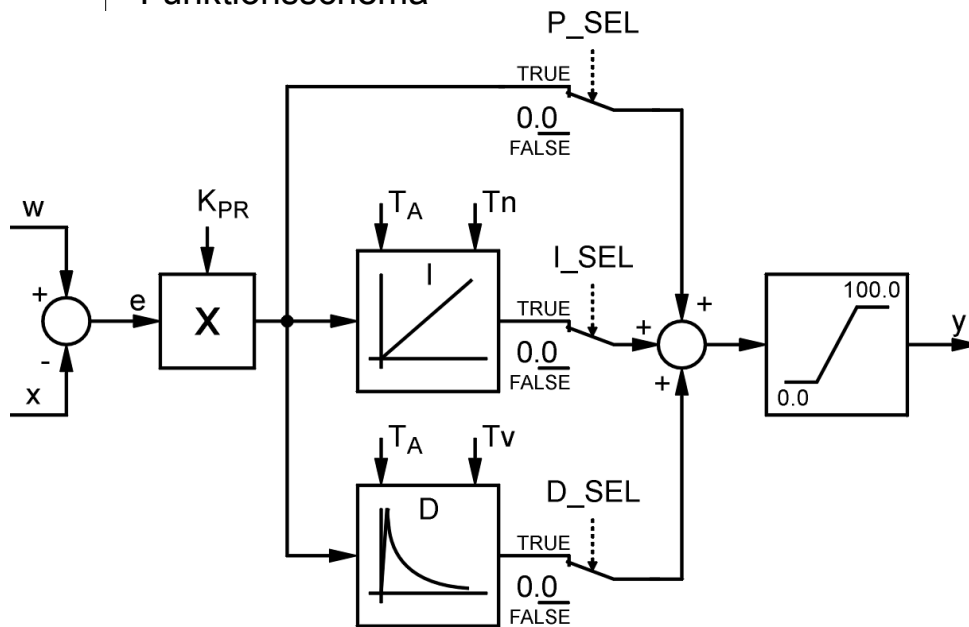 Funktionsschema
P_SEL
TRUE
0.0
FALSE
w
K_PR
T_A
Tn
I
I_SEL
TRUE
0.0
FALSE
+
e
X
-
x
+
+
+
100.0
0.0
y
T_A
Tv
D
D_SEL
TRUE
0.0
FALSE